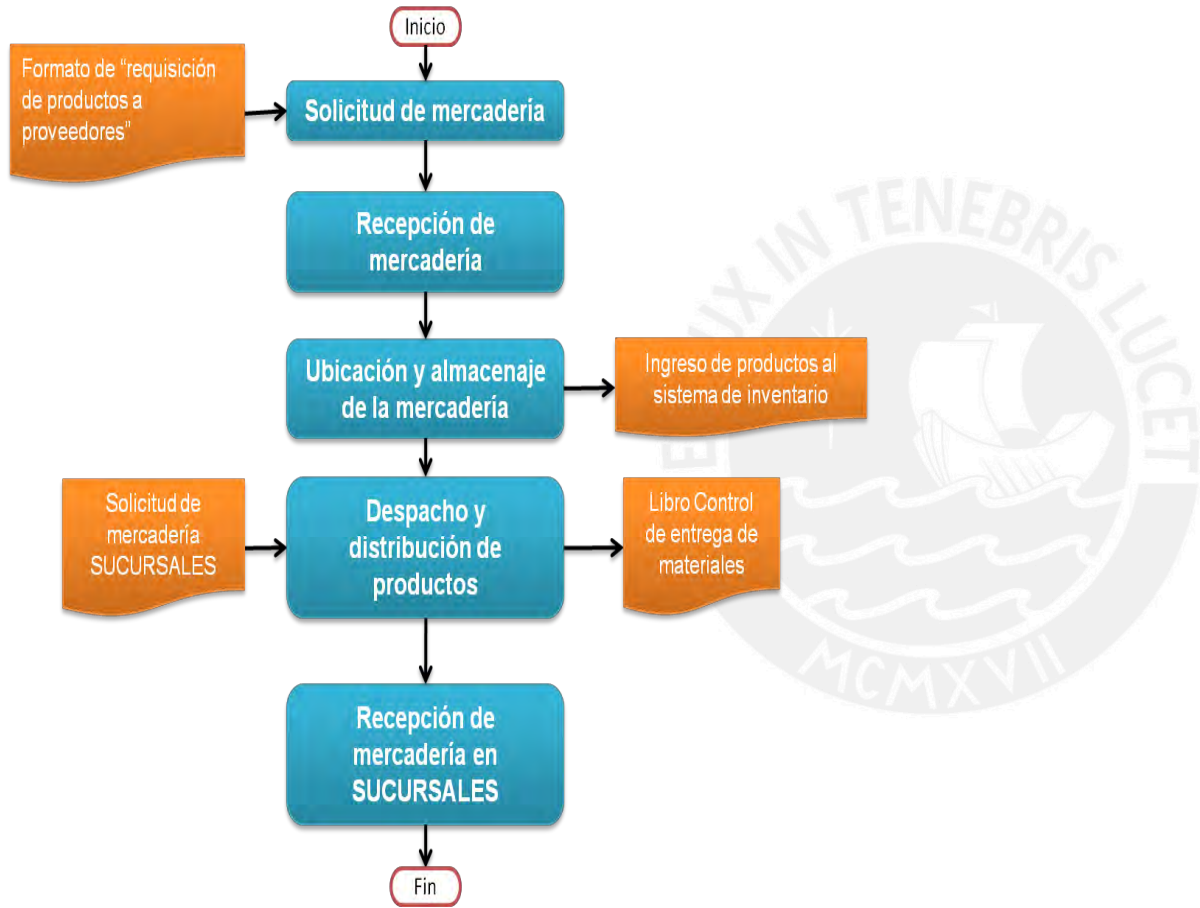 Inicio
Formato de “requisición
de productos a
proveedores”
Solicitud de mercadería
Recepción de
mercadería
Ubicación y almacenaje
de la mercadería
Ingreso de productos al
sistema de inventario
Solicitud de
mercadería
SUCURSALES
Despacho y
distribución de
productos
Libro Control
de entrega de
materiales
Recepción de
mercadería en
SUCURSALES
Fin
ET LUX IN TENEBRIS LUCET
MCMXVII